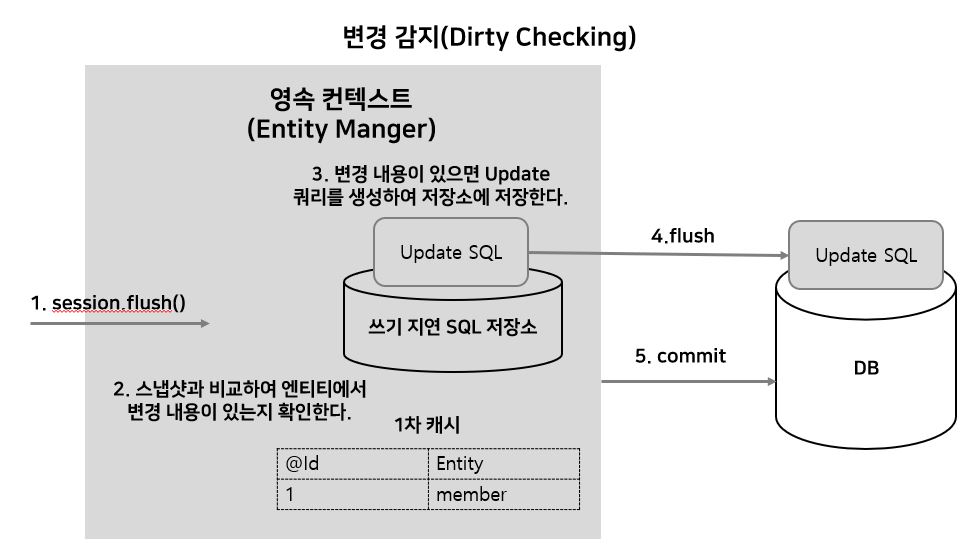 변경 감지(Dirty Checking)
영속 컨텍스트
(Entity Manger)
3. 변경 내용이 있으면 Update
쿼리를 생성하여 저장소에 저장한다.
Update SQL
4.flush
Update SQL
1. session.flush()
쓰기 지연 SQL 저장소
5. commit
DB
2. 스냅샷과 비교하여 엔티티에서
변경 내용이 있는지 확인한다.
1차 캐시
@Id Entity
1 member